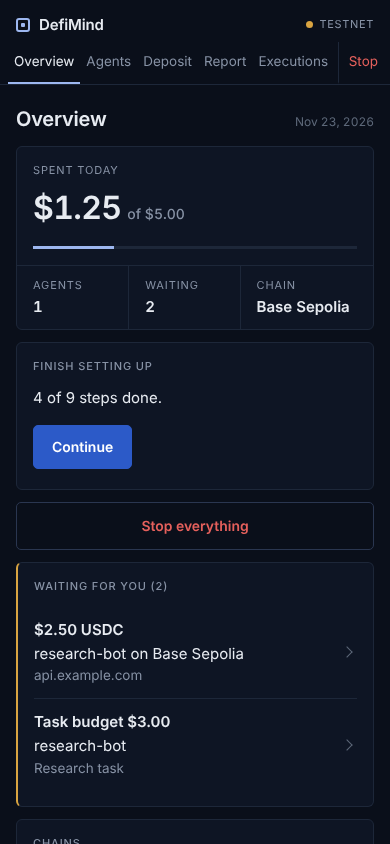 DefiMind
TESTNET
Overview Agents Deposit Report Executions Stop
Overview
Nov 23, 2026
SPENT TODAY
$1.25 of $5.00
AGENTS
1
WAITING
2
CHAIN
Base Sepolia
FINISH SETTING UP
4 of 9 steps done.
Continue
Stop everything
WAITING FOR YOU (2)
$2.50 USDC
research-bot on Base Sepolia
api.example.com
Task budget $3.00
research-bot
Research task
CHAINS